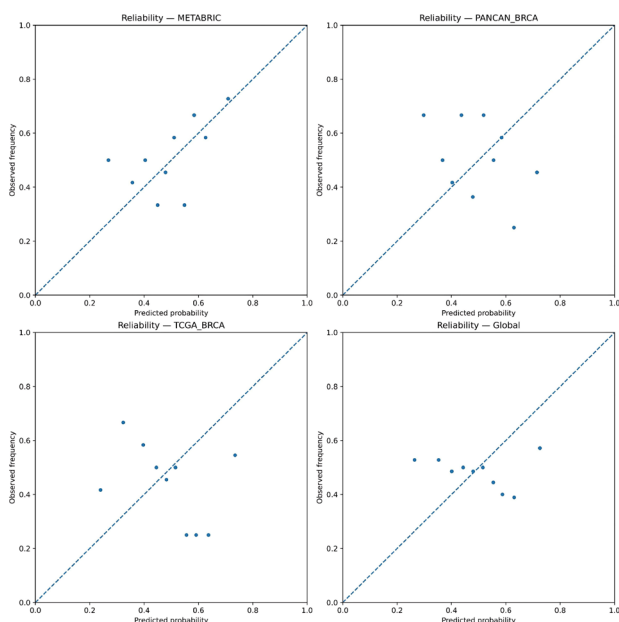 Reliability — METABRIC
Reliability — PANCAN_BRCA
Observed frequency
1.0
0.8
0.6
0.4
0.2
0.0
0.0 0.2 0.4 0.6 0.8 1.0
Predicted probability
Observed frequency
1.0
0.8
0.6
0.4
0.2
0.0
0.0 0.2 0.4 0.6 0.8 1.0
Predicted probability
Reliability — TCGA_BRCA
Reliability — Global
Observed frequency
1.0
0.8
0.6
0.4
0.2
0.0
0.0 0.2 0.4 0.6 0.8 1.0
Predicted probability
Observed frequency
1.0
0.8
0.6
0.4
0.2
0.0
0.0 0.2 0.4 0.6 0.8 1.0
Predicted probability